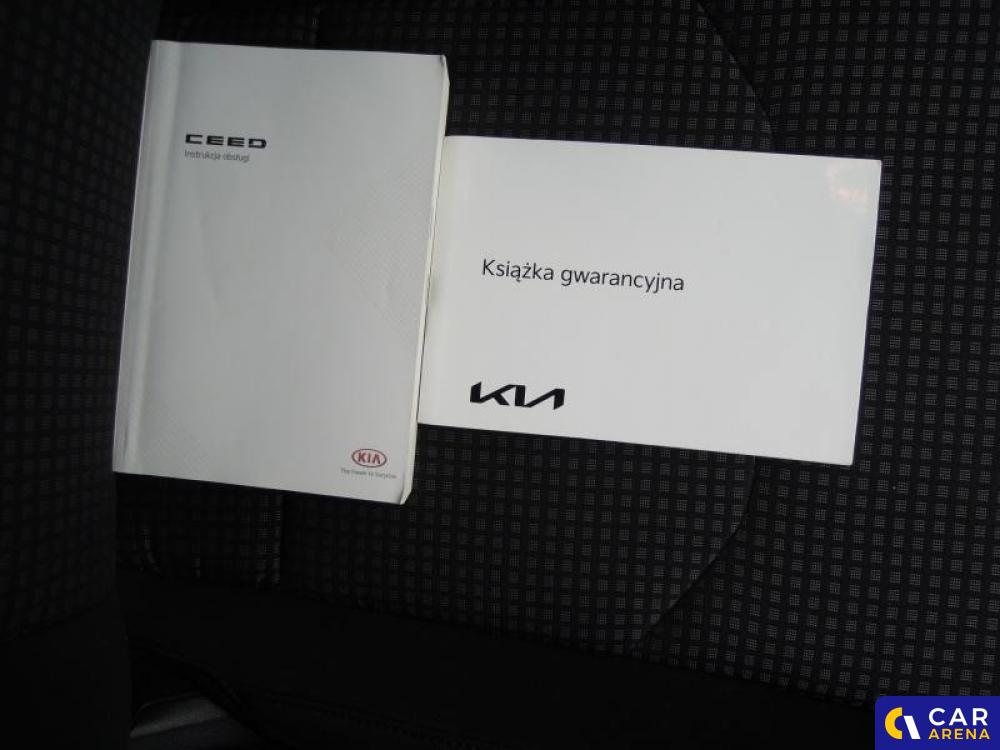 CEED
Instrukcja obsługi
KIA
The Power to Surprise
Książka gwarancyjna
KIA
CAR
ARENA